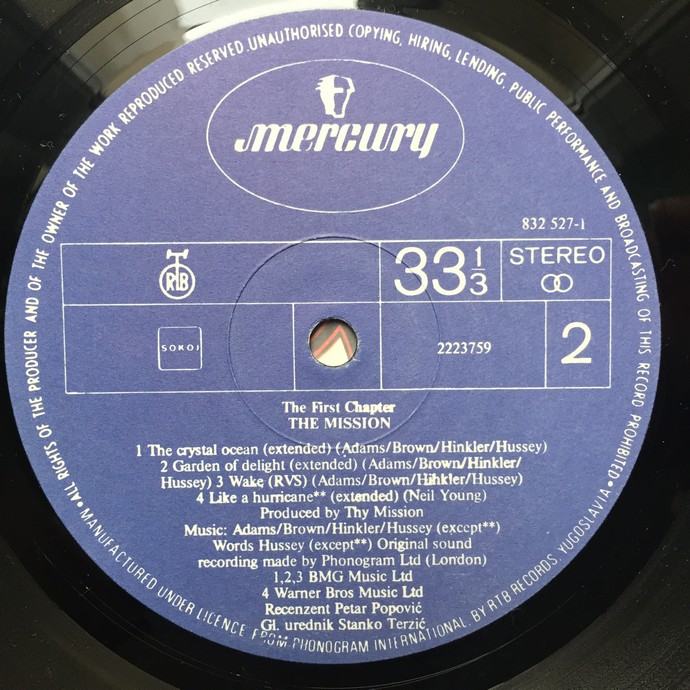 • ALL RIGHTS OF THE PRODUCER AND OF THE OWNER OF THE WORK REPRODUCED RESERVED. UNAUTHORISED COPYING, HIRING, LENDING, PUBLIC PERFORMANCE AND BROADCASTING OF THIS RECORD PROHIBITED •
mercury
832 527-1
RTB
33 1/3
STEREO
SOKOJ
2223759
2
The First Chapter
THE MISSION
1 The crystal ocean (extended) (Adams/Brown/Hinkler/Hussey)
2 Garden of delight (extended) (Adams/Brown/Hinkler/
Hussey) 3 Wake (RVS) (Adams/Brown/Hihkler/Hussey)
4 Like a hurricane** (extended) (Neil Young)
Produced by Thy Mission
Music: Adams/Brown/Hinkler/Hussey (except**)
Words Hussey (except**) Original sound
recording made by Phonogram Ltd (London)
1,2,3 BMG Music Ltd
4 Warner Bros Music Ltd
Recenzent Petar Popović
Gl. urednik Stanko Terzić
MANUFACTURED UNDER LICENCE FROM PHONOGRAM INTERNATIONAL, BY RTB RECORDS, YUGOSLAVIA